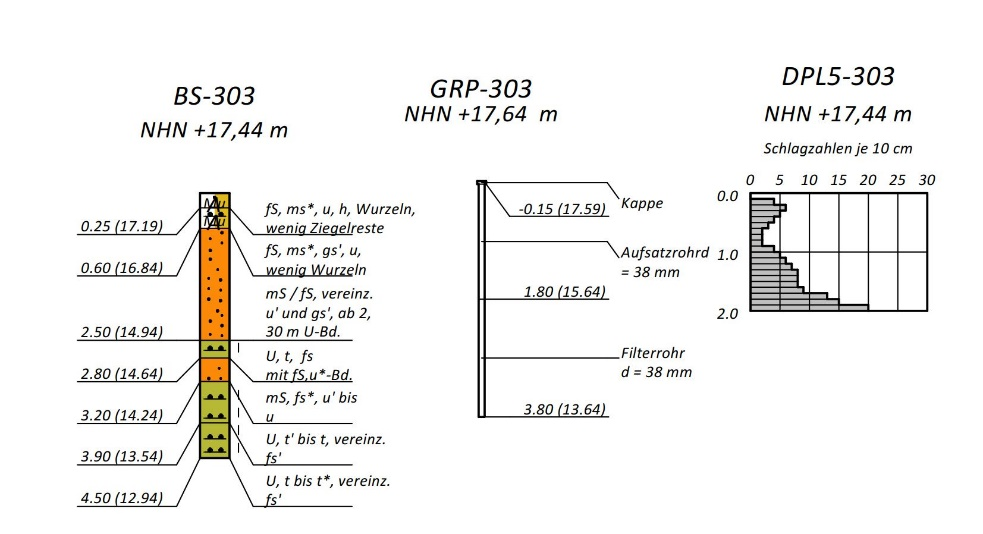 BS-303
NHN +17,44 m
Mu
Mu
0.25 (17.19)
fS, ms*, u, h, Wurzeln,
wenig Ziegelreste
0.60 (16.84)
fS, ms*, gs', u,
wenig Wurzeln
2.50 (14.94)
mS / fS, vereinz.
u' und gs', ab 2,
30 m U-Bd.
2.80 (14.64)
U, t, fs
mit fS,u*-Bd.
3.20 (14.24)
mS, fs*, u' bis
u
3.90 (13.54)
U, t' bis t, vereinz.
fs'
4.50 (12.94)
U, t bis t*, vereinz.
fs'
GRP-303
NHN +17,64 m
Kappe
-0.15 (17.59)
Aufsatzrohrd
= 38 mm
1.80 (15.64)
Filterrohr
d = 38 mm
3.80 (13.64)
DPL5-303
NHN +17,44 m
Schlagzahlen je 10 cm
0 5 10 15 20 25 30
0.0
1.0
2.0